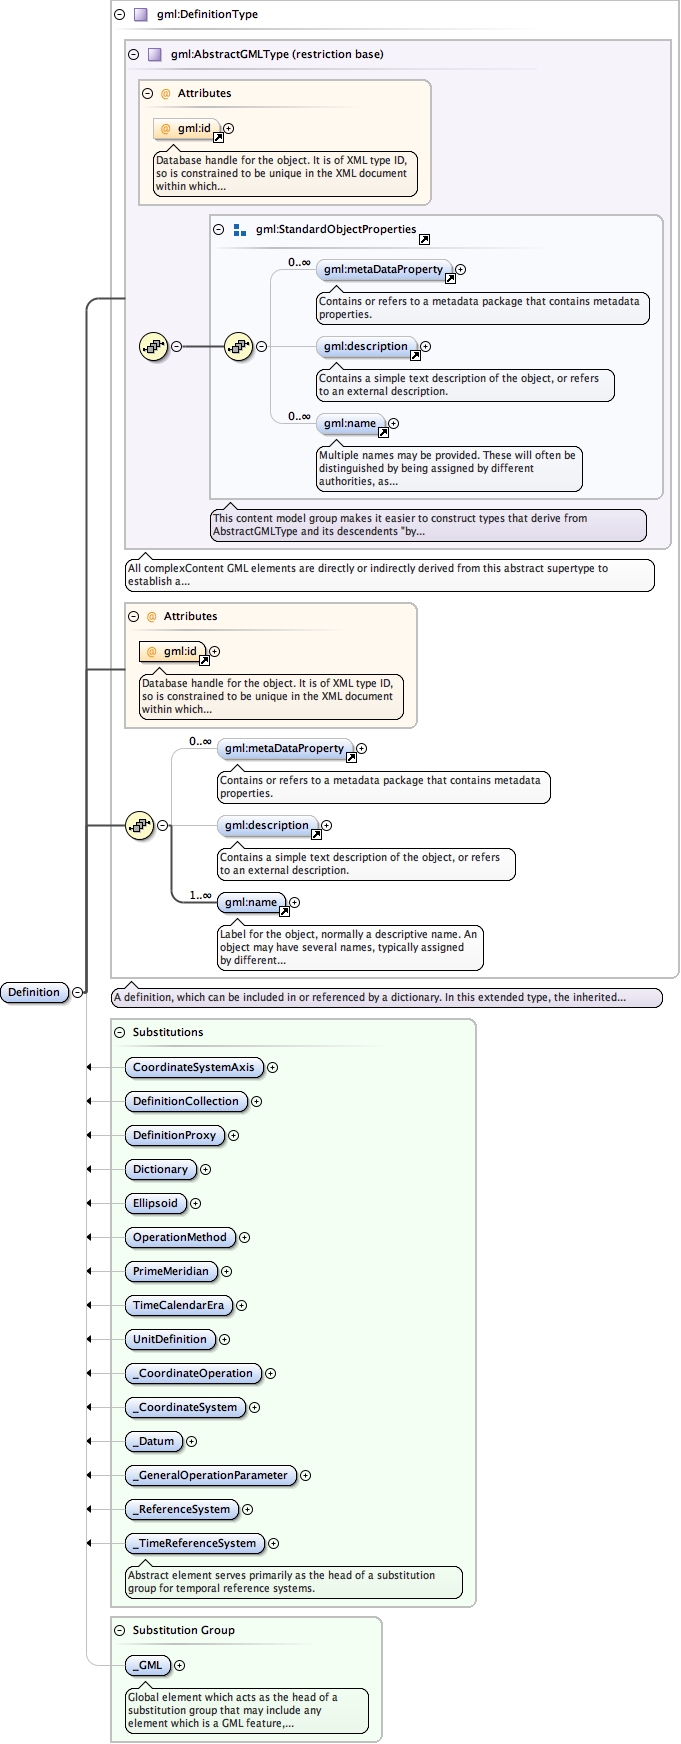 gml:DefinitionType
gml:AbstractGMLType (restriction base)
@ Attributes
@ gml:id
Database handle for the object. It is of XML type ID,
so is constrained to be unique in the XML document
within which...
gml:StandardObjectProperties
0..∞
gml:metaDataProperty
Contains or refers to a metadata package that contains metadata
properties.
gml:description
Contains a simple text description of the object, or refers
to an external description.
0..∞
gml:name
Multiple names may be provided. These will often be
distinguished by being assigned by different
authorities, as...
This content model group makes it easier to construct types that derive from
AbstractGMLType and its descendents "by...
All complexContent GML elements are directly or indirectly derived from this abstract supertype to
establish a...
@ Attributes
@ gml:id
Database handle for the object. It is of XML type ID,
so is constrained to be unique in the XML document
within which...
0..∞
gml:metaDataProperty
Contains or refers to a metadata package that contains metadata
properties.
gml:description
Contains a simple text description of the object, or refers
to an external description.
1..∞
gml:name
Label for the object, normally a descriptive name. An
object may have several names, typically assigned
by different...
Definition
A definition, which can be included in or referenced by a dictionary. In this extended type, the inherited...
Substitutions
CoordinateSystemAxis
DefinitionCollection
DefinitionProxy
Dictionary
Ellipsoid
OperationMethod
PrimeMeridian
TimeCalendarEra
UnitDefinition
_CoordinateOperation
_CoordinateSystem
_Datum
_GeneralOperationParameter
_ReferenceSystem
_TimeReferenceSystem
Abstract element serves primarily as the head of a substitution
group for temporal reference systems.
Substitution Group
_GML
Global element which acts as the head of a
substitution group that may include any
element which is a GML feature,...